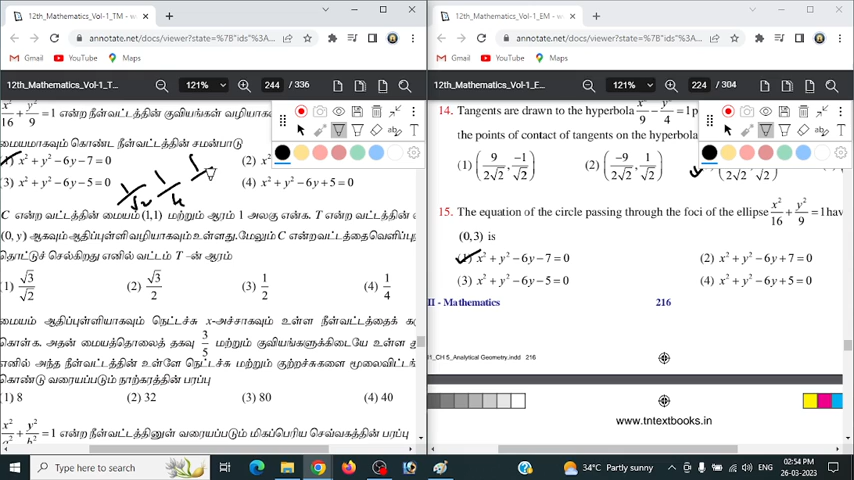 12th_Mathematics_Vol-1_TM - ×
12th_Mathematics_Vol-1_EM - ×
annotate.net/docs/viewer?state=%7B"ids"%3A...
annotate.net/docs/viewer?state=%7B"ids"%3A...
Gmail YouTube Maps
Gmail YouTube Maps
12th_Mathematics_Vol-1_T... 121% 244 / 336
12th_Mathematics_Vol-1_E... 121% 224 / 304
x²/16 + y²/9 = 1 என்ற நீள்வட்டத்தின் குவியங்கள் வழியாகவும்
மையமாகவும் கொண்ட நீள்வட்டத்தின் சமன்பாடு
(1) x² + y² − 6y − 7 = 0 (2) x²
(3) x² + y² − 6y − 5 = 0 (4) x² + y² − 6y + 5 = 0
1/√2 1/4
C என்ற வட்டத்தின் மையம் (1,1) மற்றும் ஆரம் 1 அலகு என்க. T என்ற வட்டத்தின்
(0, y) ஆகவும் ஆதிப்புள்ளிவழியாகவும் உள்ளது. மேலும் C என்ற வட்டத்தை
தொட்டுச் செல்கிறது எனில் வட்டம் T −ன் ஆரம்
(1) √3/√2 (2) √3/2 (3) 1/2 (4) 1/4
மையம் ஆதிப்புள்ளியாகவும் நெட்டச்சு x-அச்சாகவும் உள்ள நீள்வட்டத்தைக்
கொள்க. அதன் மையத்தொலைத் தகவு 3/5 மற்றும் குவியங்களுக்கிடையே உள்ள
எனில் அந்த நீள்வட்டத்தின் உள்ளே நெட்டச்சு மற்றும் குற்றச்சுகளை
கொண்டு வரையப்படும் நாற்கரத்தின் பரப்பு
(1) 8 (2) 32 (3) 80 (4) 40
x²/a² + y²/b² = 1 என்ற நீள்வட்டத்தினுள் வரையப்படும் மிகப்பெரிய செவ்வகத்தின் பரப்பு
14. Tangents are drawn to the hyperbola x²/9 − y²/4 = 1
the points of contact of tangents on the hyperbola
(1) (9/2√2, −1/√2) (2) (−9/2√2, 1/√2)
15. The equation of the circle passing through the foci of the ellipse x²/16 + y²/9 = 1
(0,3) is
(1) x² + y² − 6y − 7 = 0 (2) x² + y² − 6y + 7 = 0
(3) x² + y² − 6y − 5 = 0 (4) x² + y² − 6y + 5 = 0
II - Mathematics 216
1_CH 5_Analytical Geometry.indd 216
www.tntextbooks.in
Type here to search
34°C Partly sunny ENG
02:54 PM
26-03-2023